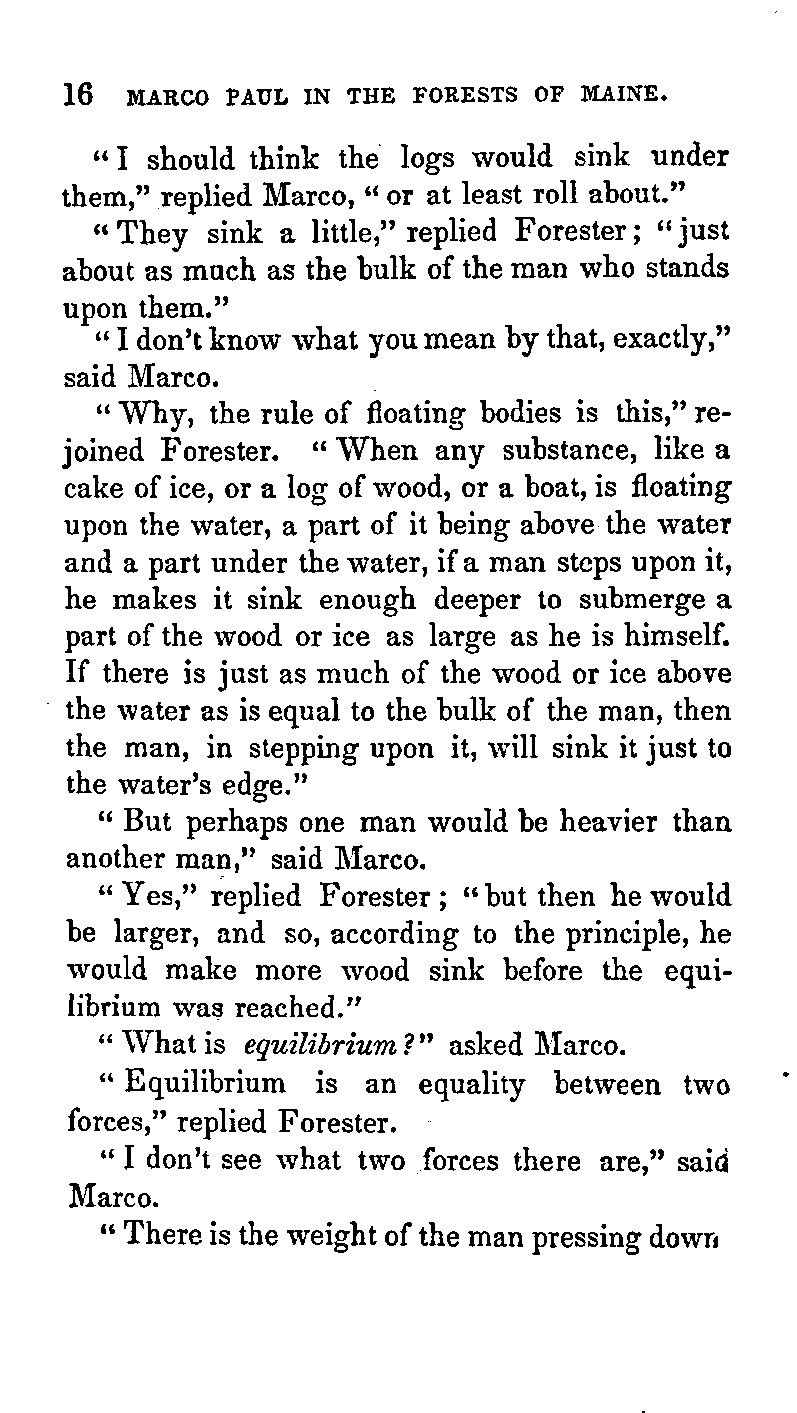 16 MARCO PAUL IN THE FORESTS OF MAINE.
“ I should think the logs would sink under
them,” replied Marco, “ or at least roll about.”
“ They sink a little,” replied Forester; “ just
about as much as the bulk of the man who stands
upon them.”
“ I don’t know what you mean by that, exactly,”
said Marco.
“ Why, the rule of floating bodies is this,” re-
joined Forester. “ When any substance, like a
cake of ice, or a log of wood, or a boat, is floating
upon the water, a part of it being above the water
and a part under the water, if a man steps upon it,
he makes it sink enough deeper to submerge a
part of the wood or ice as large as he is himself.
If there is just as much of the wood or ice above
the water as is equal to the bulk of the man, then
the man, in stepping upon it, will sink it just to
the water’s edge.”
“ But perhaps one man would be heavier than
another man,” said Marco.
“ Yes,” replied Forester ; “ but then he would
be larger, and so, according to the principle, he
would make more wood sink before the equi-
librium was reached.”
“ What is equilibrium ?” asked Marco.
“ Equilibrium is an equality between two
forces,” replied Forester.
“ I don’t see what two forces there are,” said
Marco.
“ There is the weight of the man pressing down